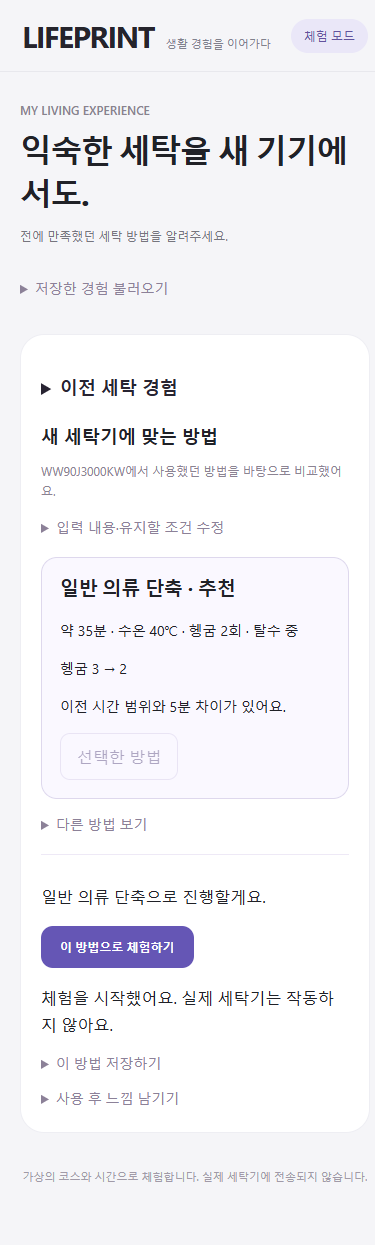 LIFEPRINT 생활 경험을 이어가다 체험 모드
MY LIVING EXPERIENCE
익숙한 세탁을 새 기기에
서도.
전에 만족했던 세탁 방법을 알려주세요.
▶ 저장한 경험 불러오기
▶ 이전 세탁 경험
새 세탁기에 맞는 방법
WW90J3000KW에서 사용했던 방법을 바탕으로 비교했어
요.
▶ 입력 내용·유지할 조건 수정
일반 의류 단축 · 추천
약 35분 · 수온 40℃ · 헹굼 2회 · 탈수 중
헹굼 3 → 2
이전 시간 범위와 5분 차이가 있어요.
선택한 방법
▶ 다른 방법 보기
일반 의류 단축으로 진행할게요.
이 방법으로 체험하기
체험을 시작했어요. 실제 세탁기는 작동하
지 않아요.
▶ 이 방법 저장하기
▶ 사용 후 느낌 남기기
가상의 코스와 시간으로 체험합니다. 실제 세탁기에 전송되지 않습니다.